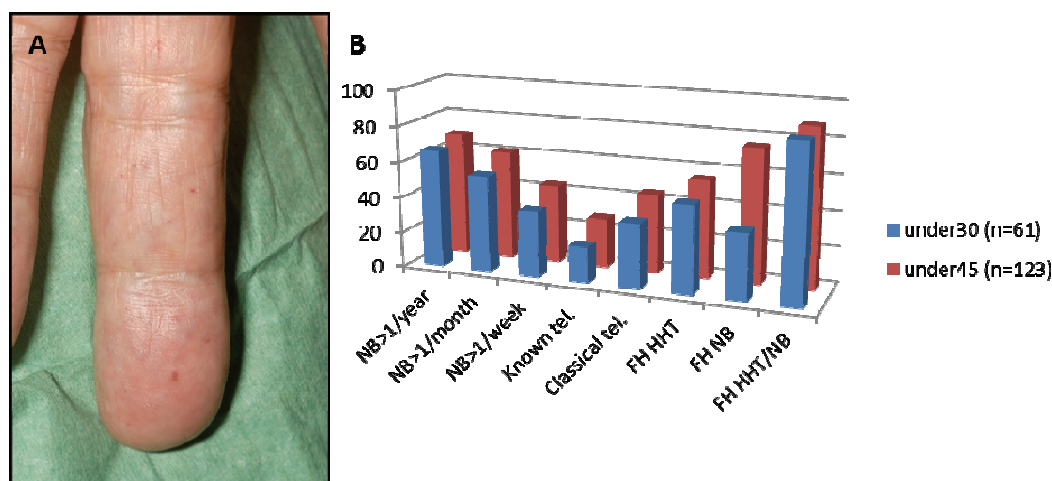 A
B
100
80
60
40
20
0
NB>1/year
NB>1/month
NB>1/week
Known tel.
Classical tel.
FH HHT
FH NB
FH HHT/NB
under30 (n=61)
under45 (n=123)